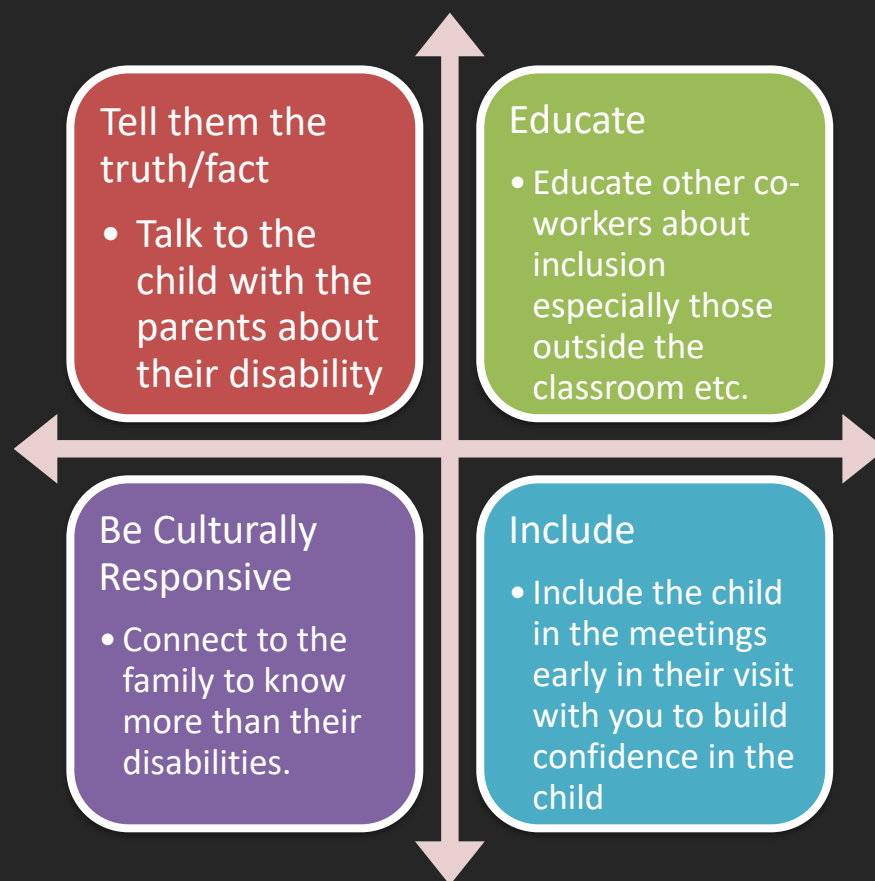 Tell them the
truth/fact
• Talk to the
child with the
parents about
their disability
Educate
• Educate other co-
workers about
inclusion
especially those
outside the
classroom etc.
Be Culturally
Responsive
• Connect to the
family to know
more than their
disabilities.
Include
• Include the child
in the meetings
early in their visit
with you to build
confidence in the
child